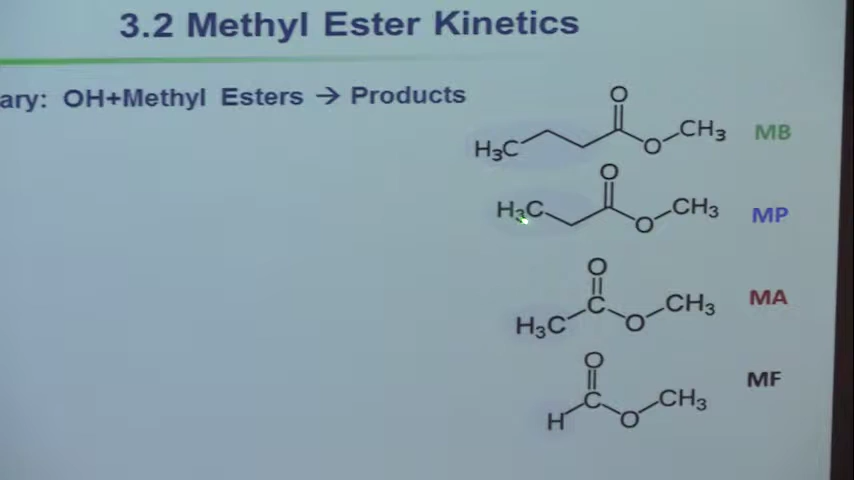 3.2 Methyl Ester Kinetics
ary: OH+Methyl Esters → Products
O
H₃C O CH₃ MB
O
H₃C O CH₃ MP
O
C
H₃C O CH₃ MA
O
C
H O CH₃ MF